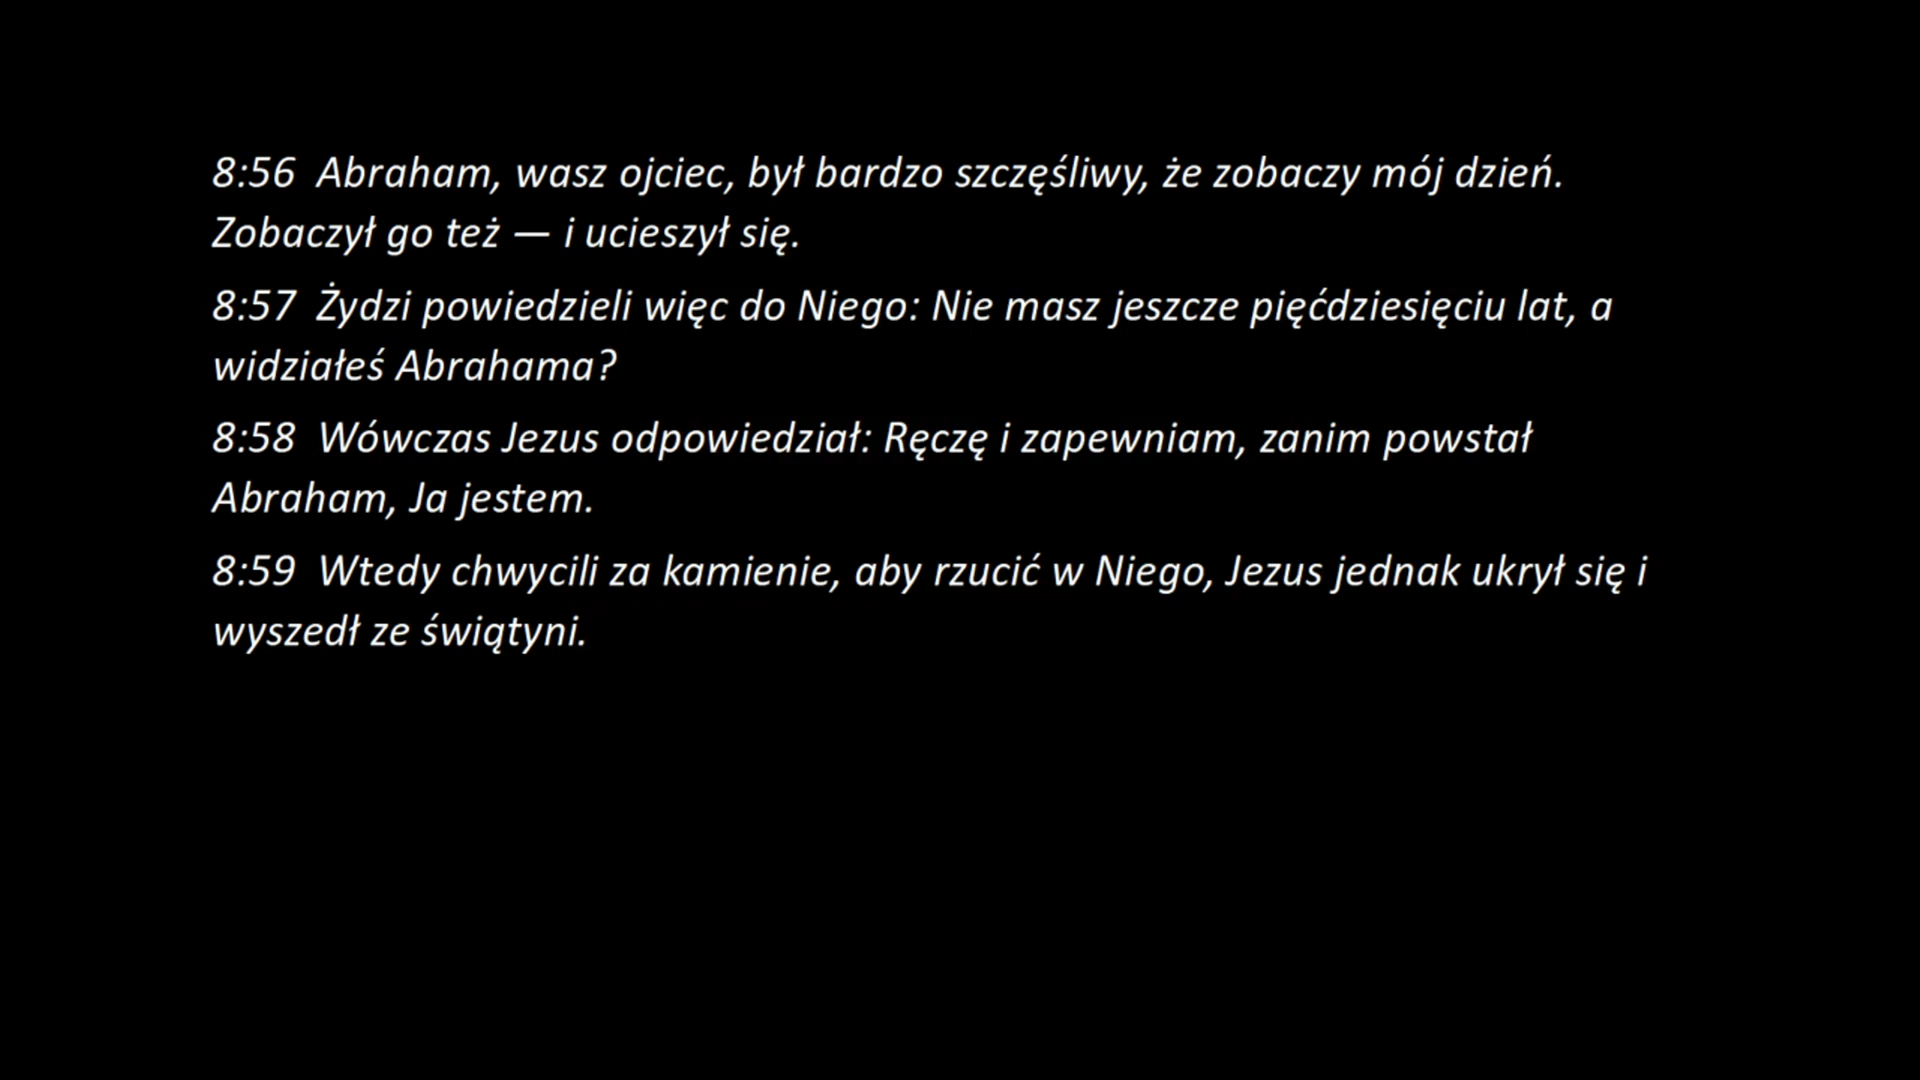 8:56  Abraham, wasz ojciec, był bardzo szczęśliwy, że zobaczy mój dzień.
Zobaczył go też — i ucieszył się.
8:57  Żydzi powiedzieli więc do Niego: Nie masz jeszcze pięćdziesięciu lat, a
widziałeś Abrahama?
8:58  Wówczas Jezus odpowiedział: Ręczę i zapewniam, zanim powstał
Abraham, Ja jestem.
8:59  Wtedy chwycili za kamienie, aby rzucić w Niego, Jezus jednak ukrył się i
wyszedł ze świątyni.